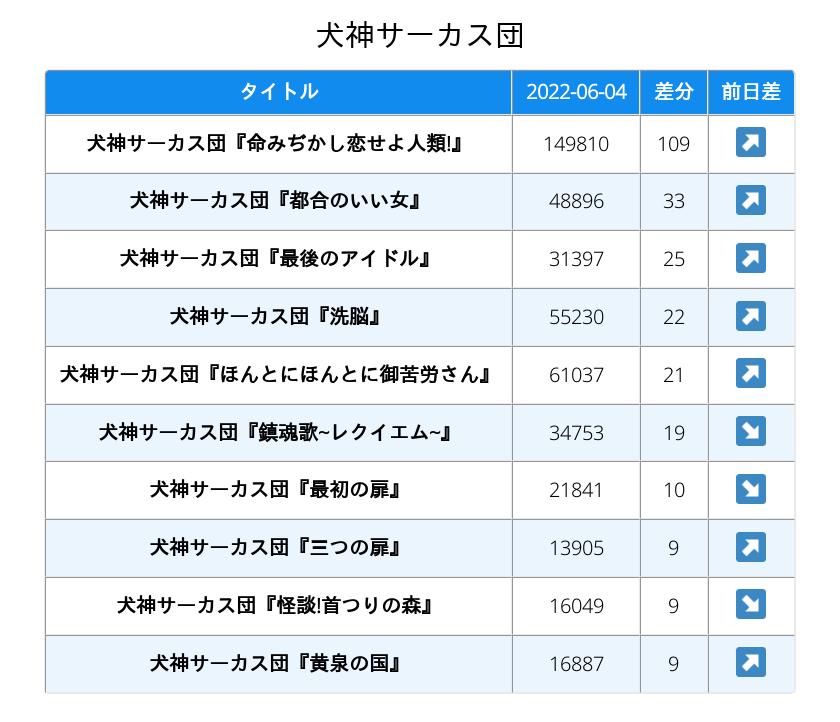 犬神サーカス団
タイトル 2022-06-04 差分 前日差
犬神サーカス団『命みぢかし恋せよ人類!』 149810 109 ↗
犬神サーカス団『都合のいい女』 48896 33 ↗
犬神サーカス団『最後のアイドル』 31397 25 ↗
犬神サーカス団『洗脳』 55230 22 ↗
犬神サーカス団『ほんとにほんとに御苦労さん』 61037 21 ↗
犬神サーカス団『鎮魂歌~レクイエム~』 34753 19 ↘
犬神サーカス団『最初の扉』 21841 10 ↘
犬神サーカス団『三つの扉』 13905 9 ↗
犬神サーカス団『怪談!首つりの森』 16049 9 ↘
犬神サーカス団『黄泉の国』 16887 9 ↗